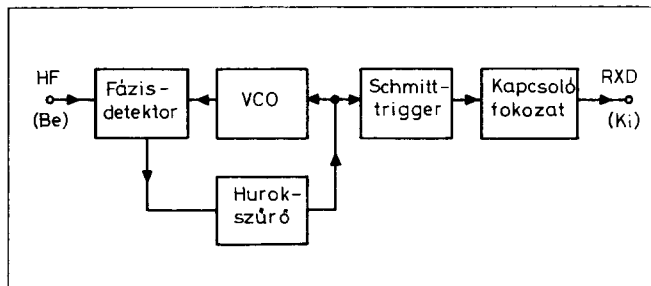 HF
(Be)
Fázis-
detektor
VCO
Schmitt-
trigger
Kapcsoló
fokozat
RXD
(Ki)
Hurok-
szűrő